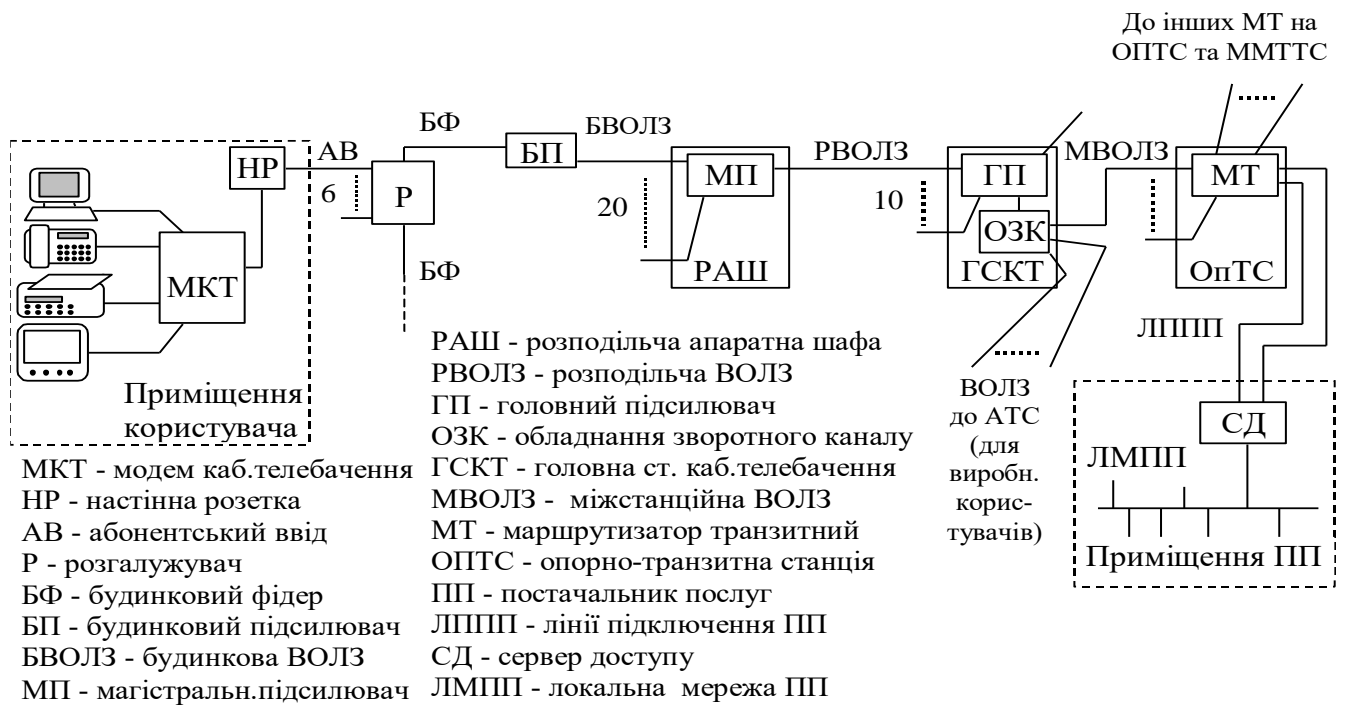 До інших МТ на
ОПТС та ММТТС
БФ
БВОЛЗ
НР
АВ
БП
РВОЛЗ
МВОЛЗ
6
Р
МП
ГП
МТ
20
10
ОЗК
МКТ
БФ
РАШ
ГСКТ
ОпТС
ЛППП
Приміщення
користувача
ВОЛЗ
до АТС
(для
виробн.
корис-
тувачів)
СД
ЛМПП
Приміщення ПП
МКТ - модем каб.телебачення
НР - настінна розетка
АВ - абонентський ввід
Р - розгалужувач
БФ - будинковий фідер
БП - будинковий підсилювач
БВОЛЗ - будинкова ВОЛЗ
МП - магістральн.підсилювач
РАШ - розподільча апаратна шафа
РВОЛЗ - розподільча ВОЛЗ
ГП - головний підсилювач
ОЗК - обладнання зворотного каналу
ГСКТ - головна ст. каб.телебачення
МВОЛЗ - міжстанційна ВОЛЗ
МТ - маршрутизатор транзитний
ОПТС - опорно-транзитна станція
ПП - постачальник послуг
ЛППП - лінії підключення ПП
СД - сервер доступу
ЛМПП - локальна мережа ПП